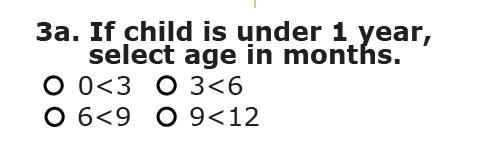 3a. If child is under 1 year,
select age in months.
O 0<3 O 3<6
O 6<9 O 9<12